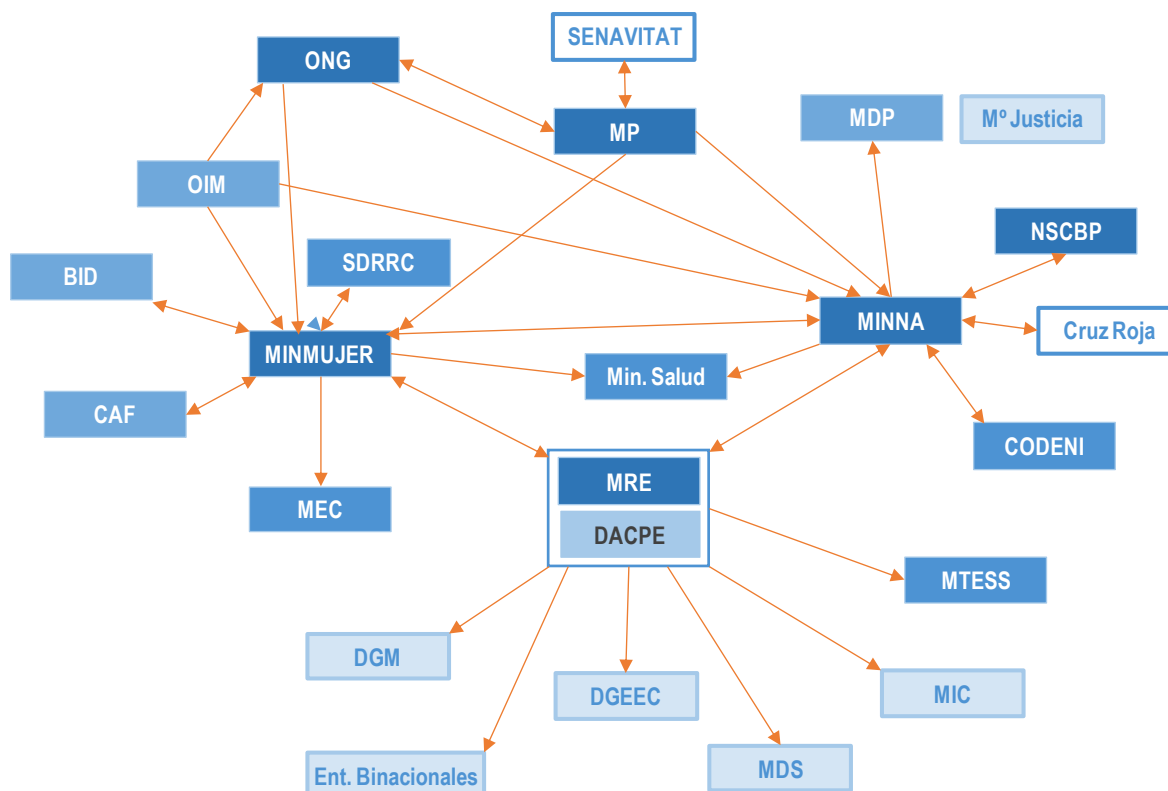 SENAVITAT
ONG
MP
MDP
Mº Justicia
OIM
NSCBP
SDRRC
BID
MINNA
Cruz Roja
MINMUJER
Min. Salud
CAF
CODENI
MRE
MEC
DACPE
MTESS
DGM
DGEEC
MIC
MDS
Ent. Binacionales